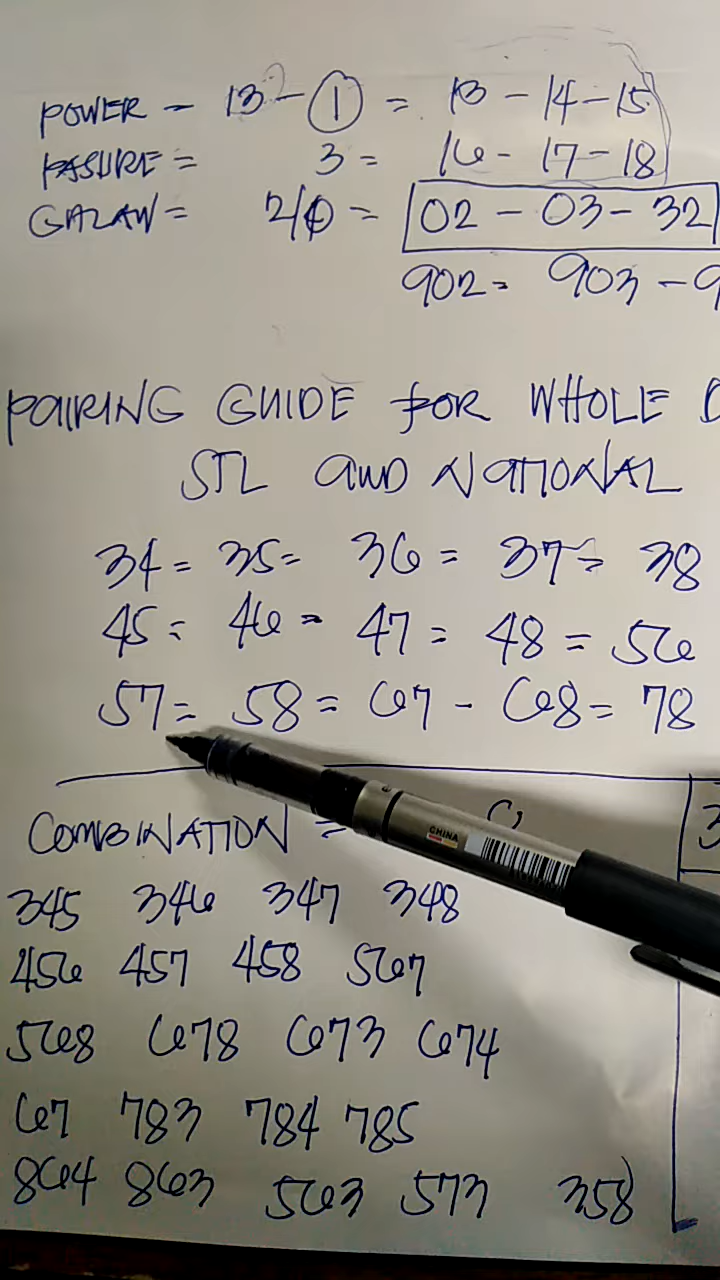 POWER - 13 - 1 = 13 - 14 - 15
PASURE = 3 = 16 - 17 - 18
GALAW = 2/0 = 02 - 03 - 32
902 = 903 - 9
PAIRING GUIDE FOR WHOLE D
STL AND NATIONAL
34 = 35 = 36 = 37 = 38
45 = 46 = 47 = 48 = 56
57 = 58 = 67 - 68 = 78
COMBINATION =
CHINA
345 346 347 348
456 457 458 567
568 678 673 674
67 783 784 785
864 863 563 573 358